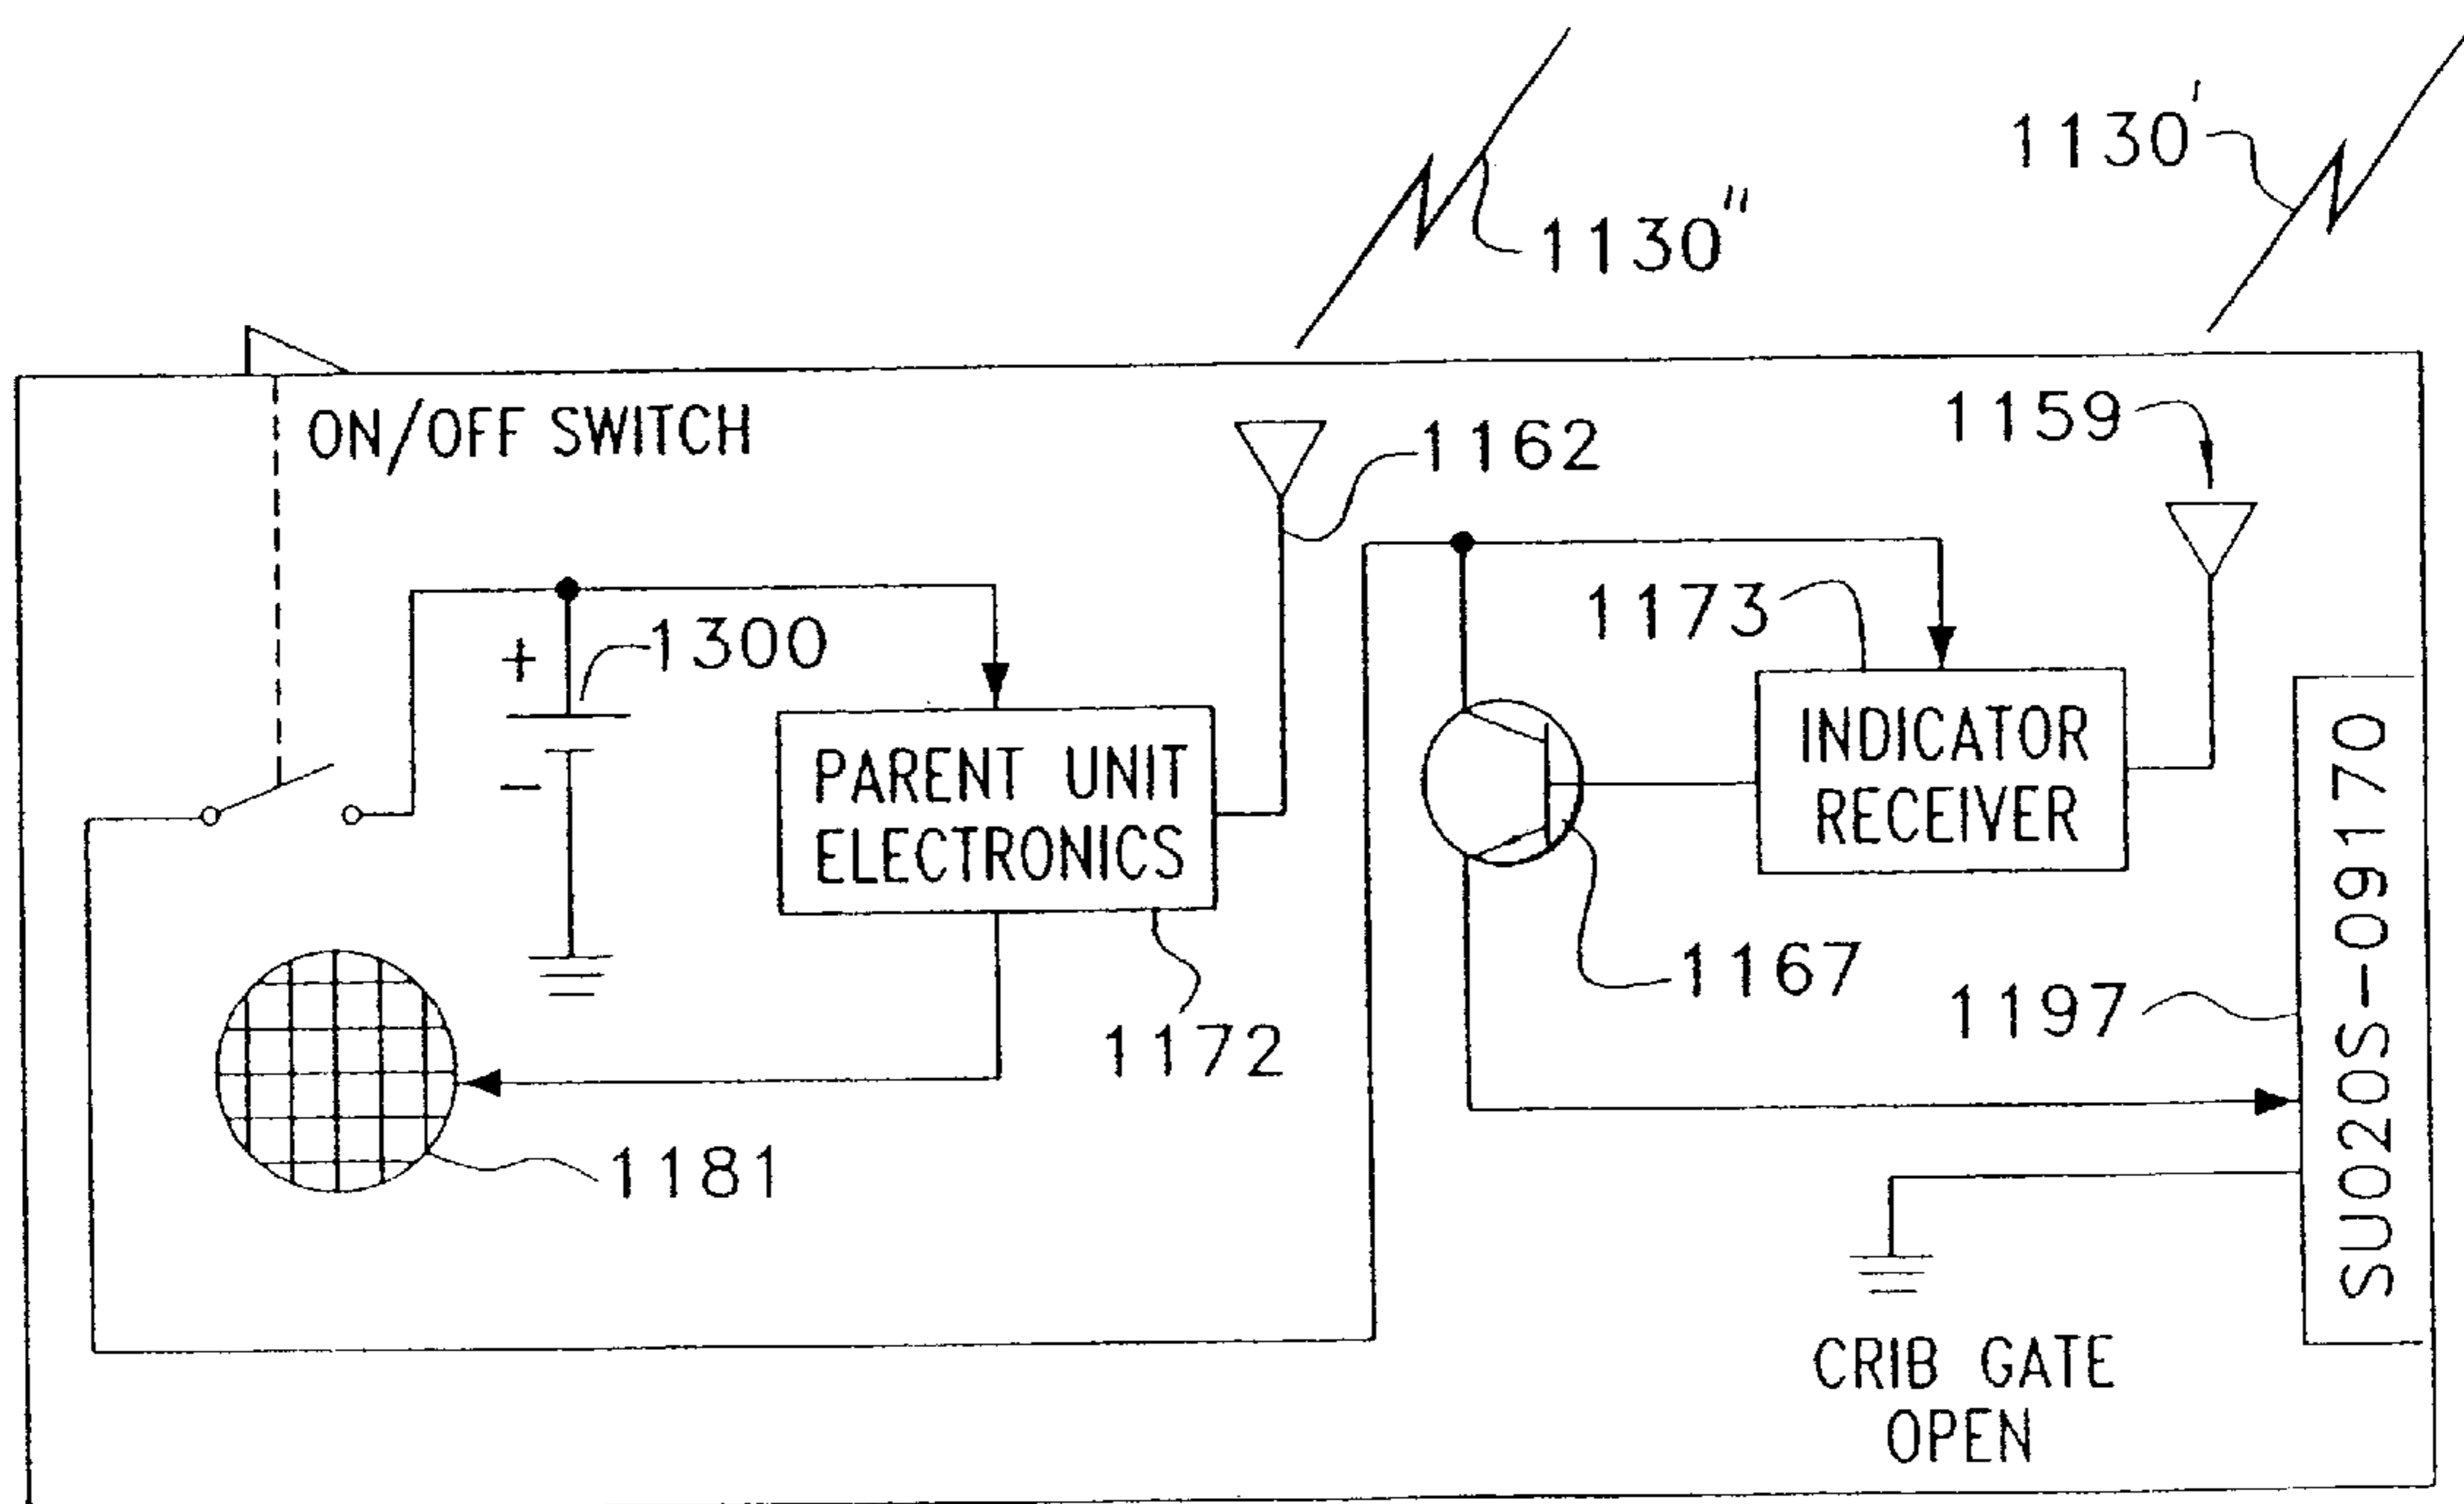 1130'
1130"
ON/OFF SWITCH
1162
1159
1173
+
1300
−
PARENT UNIT
ELECTRONICS
INDICATOR
RECEIVER
SU020S-09170
1167
1197
1172
1181
CRIB GATE
OPEN